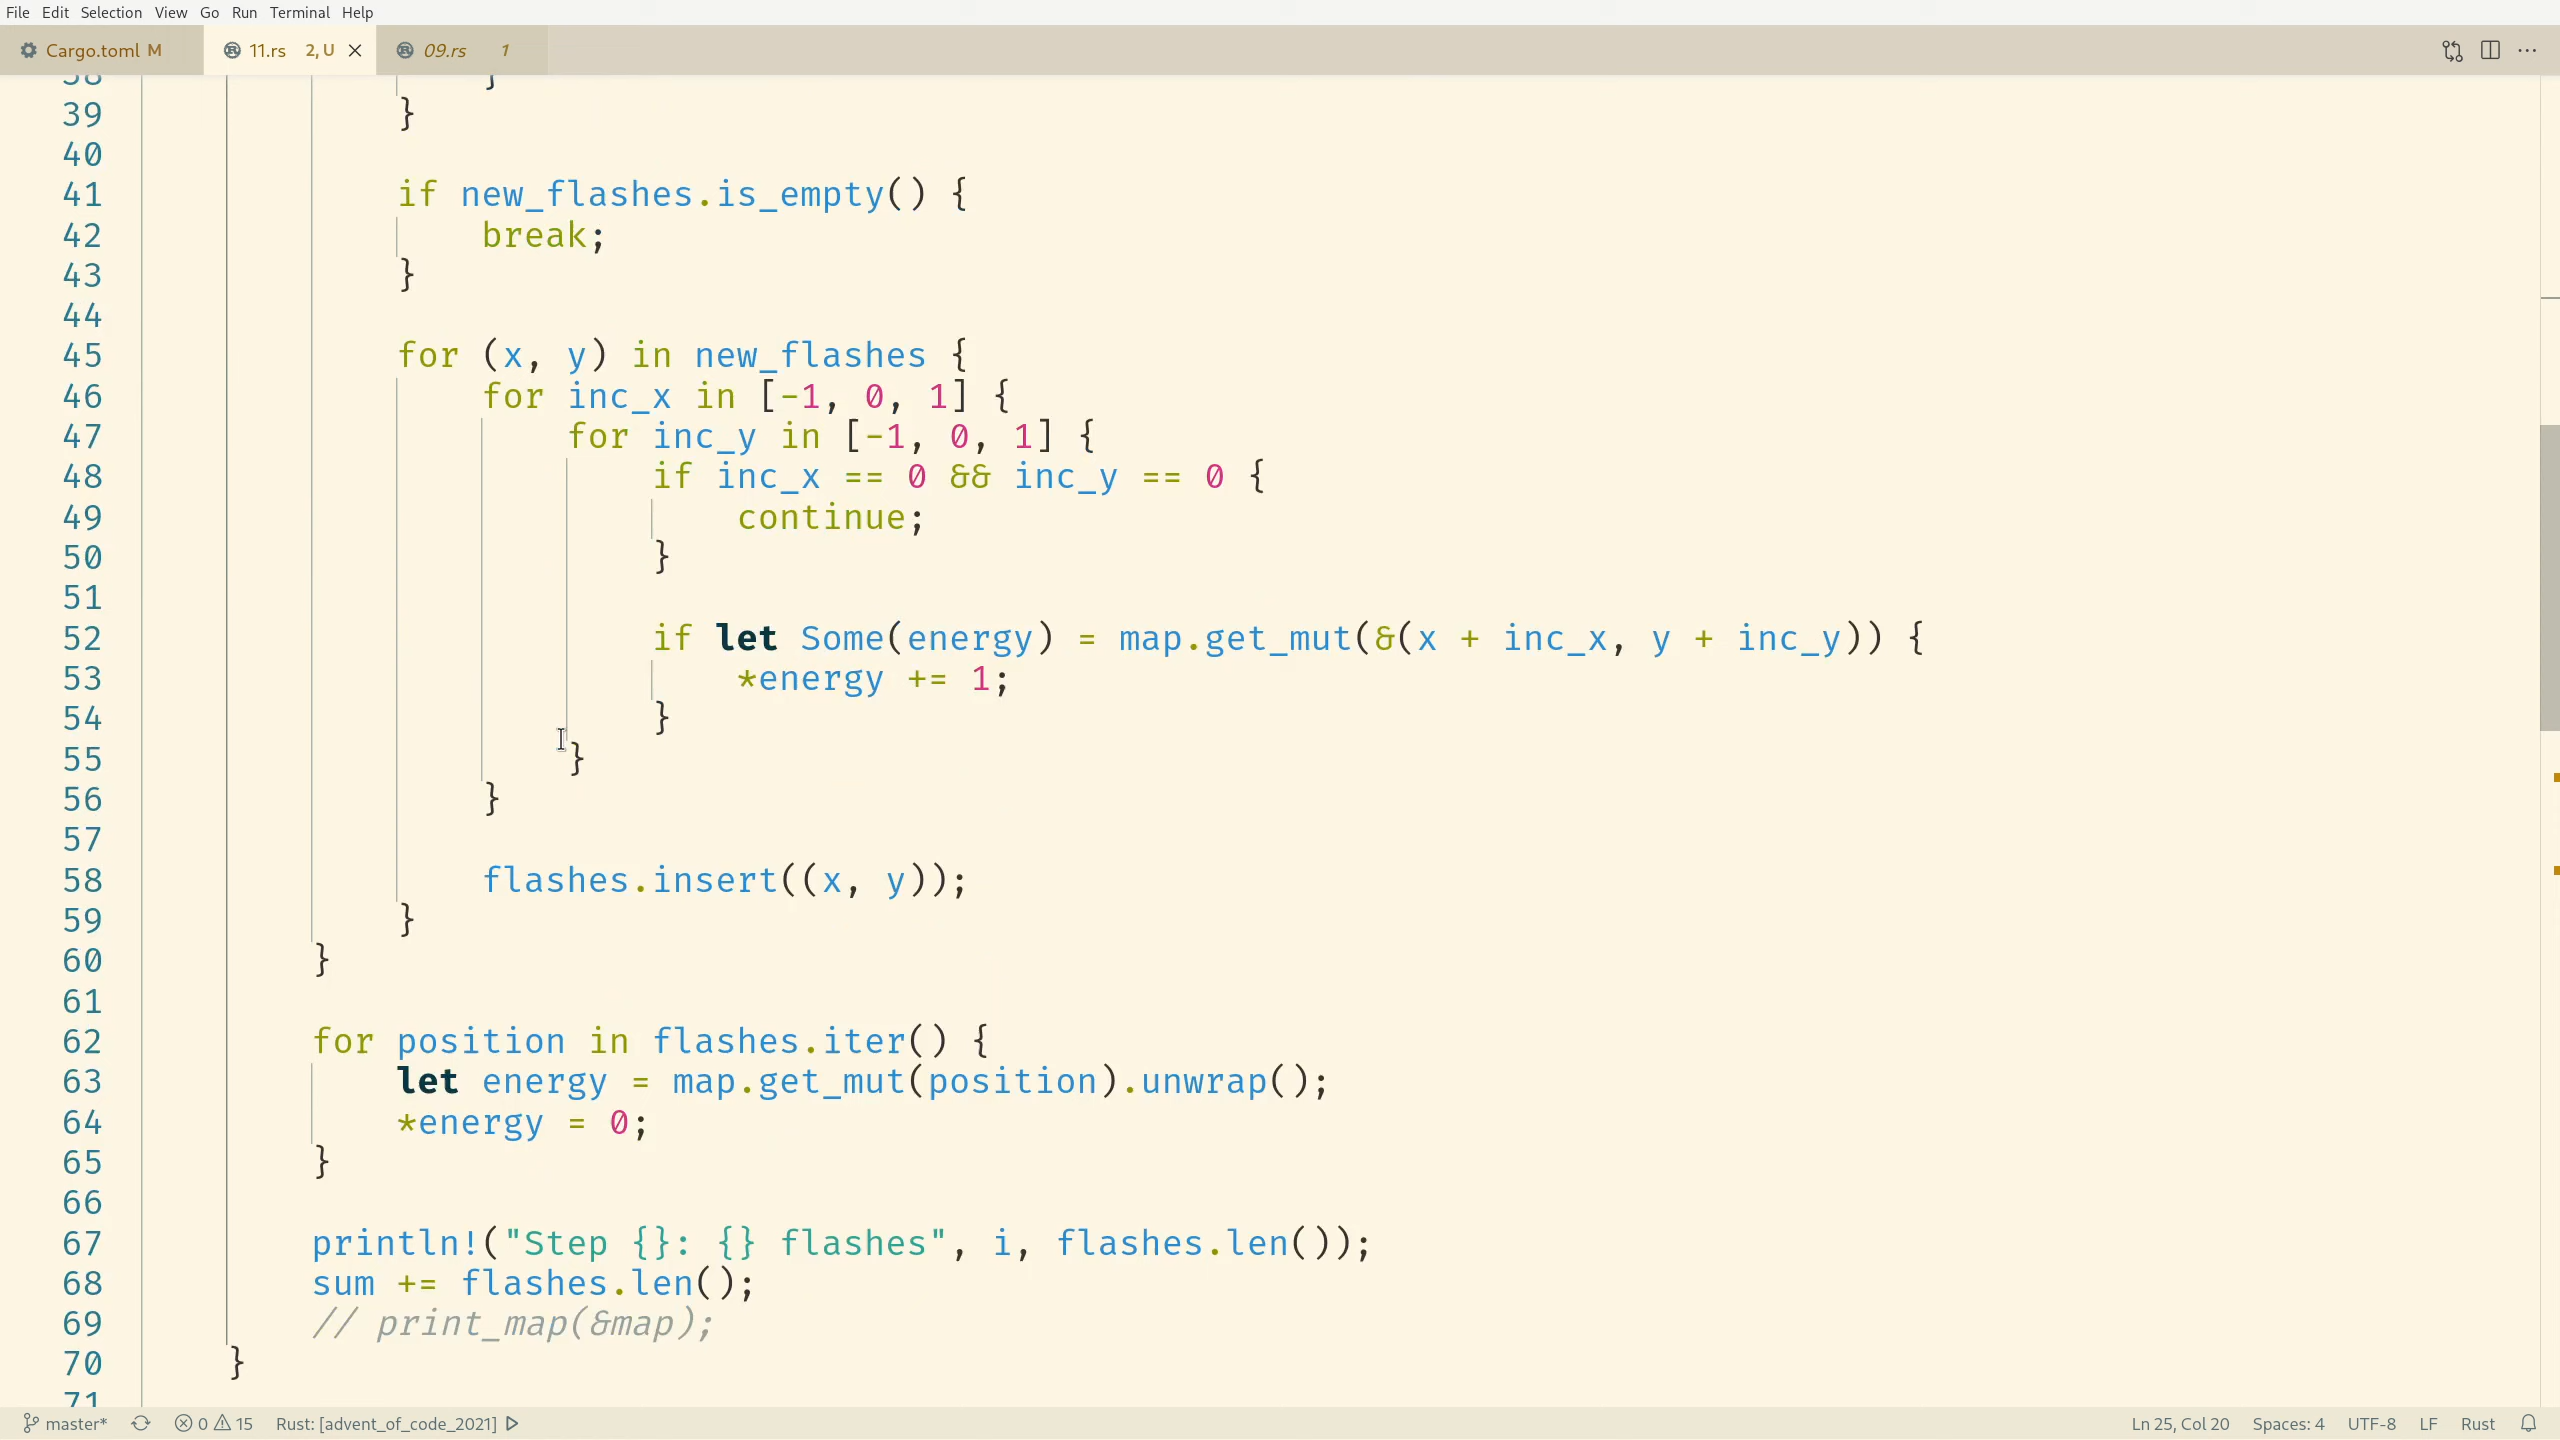 File Edit Selection View Go Run Terminal Help
Cargo.toml M 11.rs 2, U 09.rs 1
38 }
39 }
40
41 if new_flashes.is_empty() {
42 break;
43 }
44
45 for (x, y) in new_flashes {
46 for inc_x in [-1, 0, 1] {
47 for inc_y in [-1, 0, 1] {
48 if inc_x == 0 && inc_y == 0 {
49 continue;
50 }
51
52 if let Some(energy) = map.get_mut(&(x + inc_x, y + inc_y)) {
53 *energy += 1;
54 }
55 }
56 }
57
58 flashes.insert((x, y));
59 }
60 }
61
62 for position in flashes.iter() {
63 let energy = map.get_mut(position).unwrap();
64 *energy = 0;
65 }
66
67 println!("Step {}: {} flashes", i, flashes.len());
68 sum += flashes.len();
69 // print_map(&map);
70 }
71
master* 0 15 Rust: [advent_of_code_2021] Ln 25, Col 20 Spaces: 4 UTF-8 LF Rust